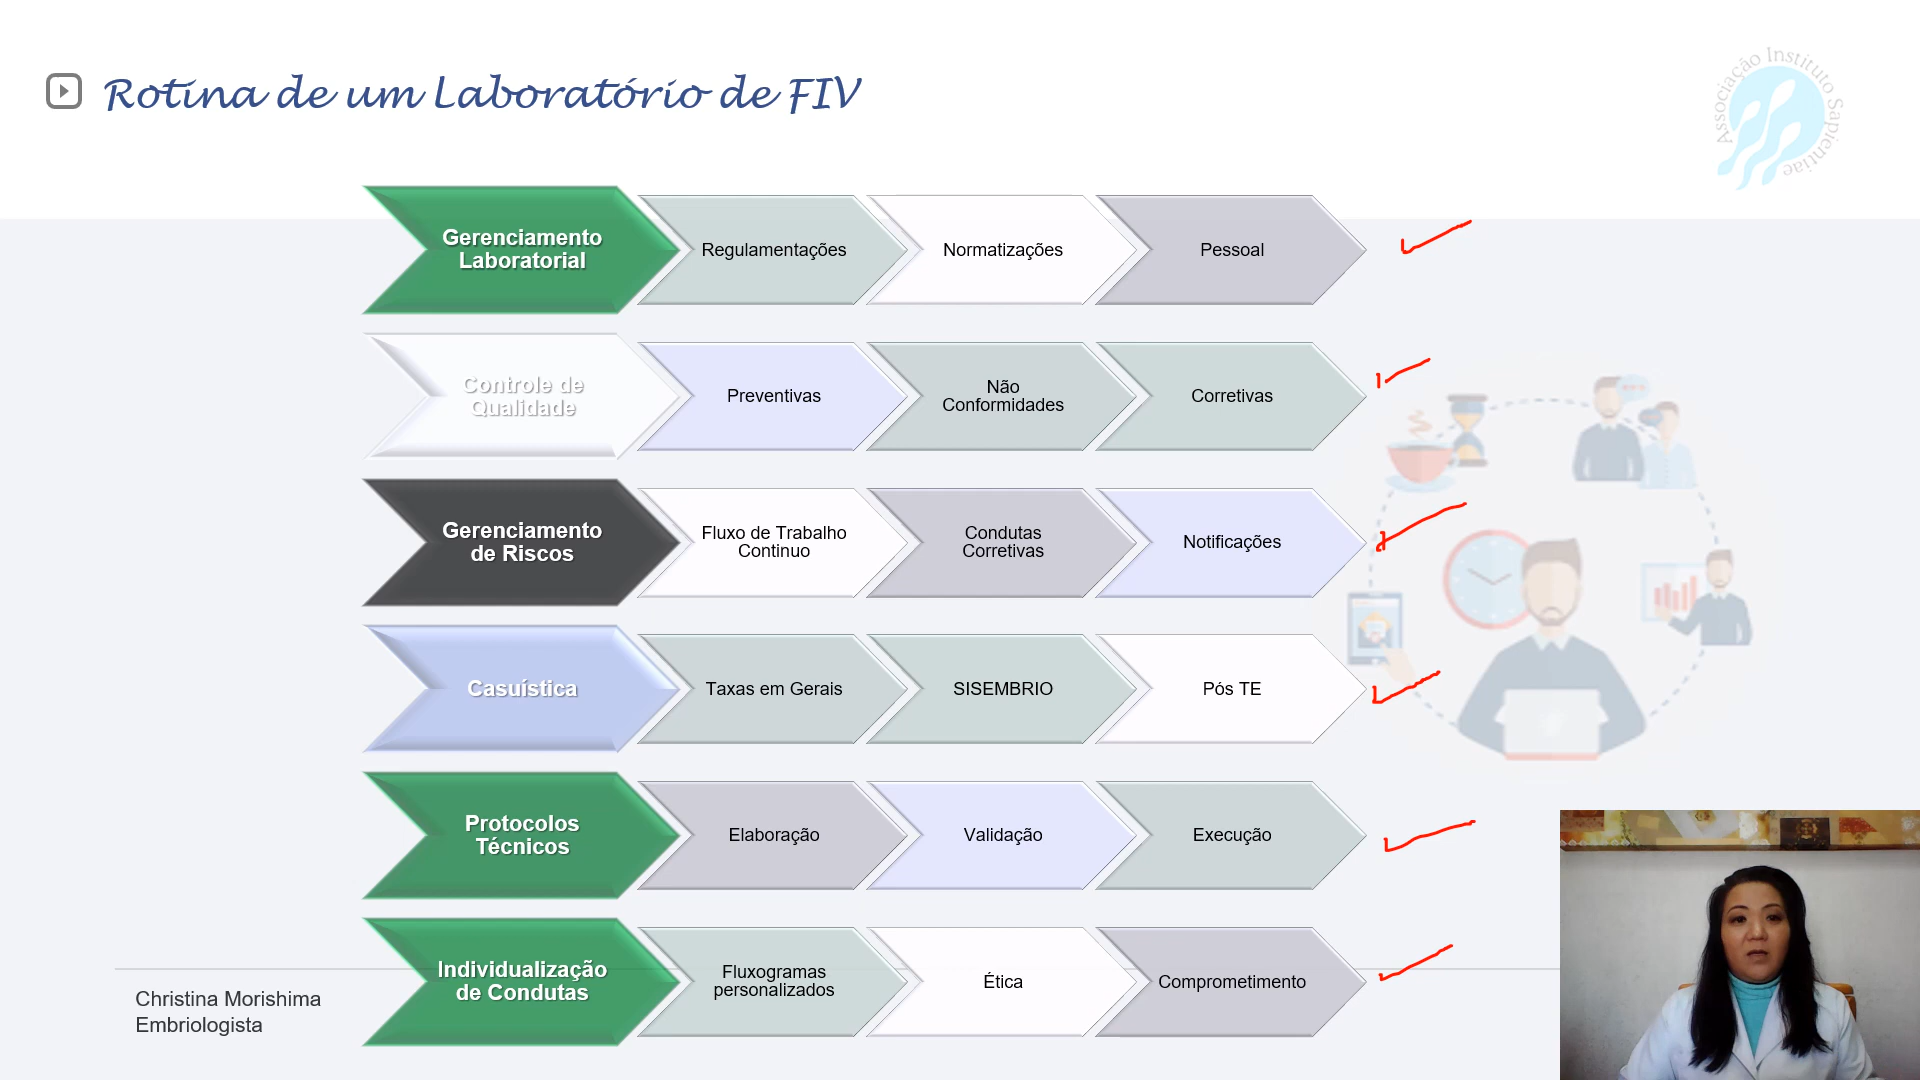 Rotina de um Laboratório de FIV
Associação Instituto Sapientiae
Gerenciamento
Laboratorial
Regulamentações
Normatizações
Pessoal
Controle de
Qualidade
Preventivas
Não
Conformidades
Corretivas
Gerenciamento
de Riscos
Fluxo de Trabalho
Continuo
Condutas
Corretivas
Notificações
Casuística
Taxas em Gerais
SISEMBRIO
Pós TE
Protocolos
Técnicos
Elaboração
Validação
Execução
Individualização
de Condutas
Fluxogramas
personalizados
Ética
Comprometimento
Christina Morishima
Embriologista